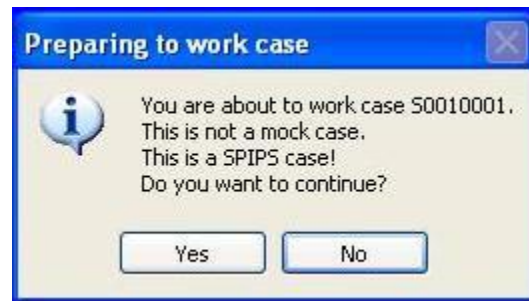 Preparing to work case
You are about to work case S0010001.
This is not a mock case.
This is a SPIPS case!
Do you want to continue?
Yes No